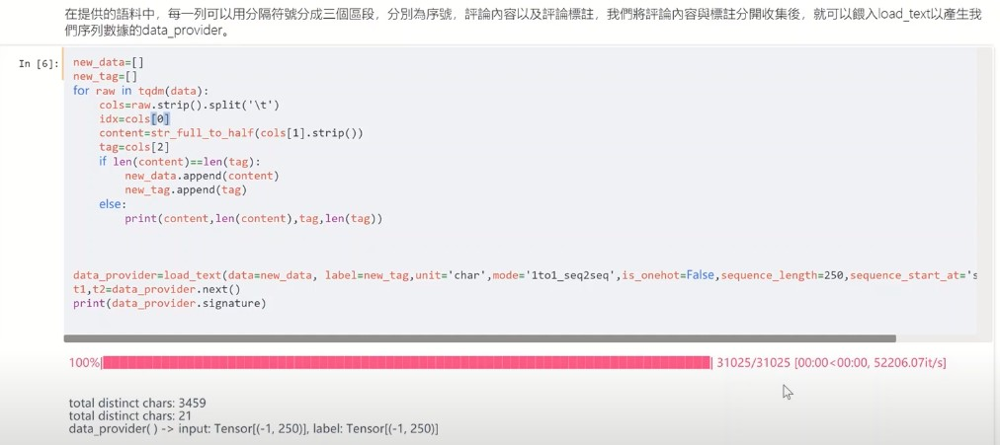 在提供的語料中，每一列可以用分隔符號分成三個區段，分別為序號，評論內容以及評論標註，我們將評論內容與標註分開收集後，就可以餵入load_text以產生我
們序列數據的data_provider。
In [6]:
new_data=[]
new_tag=[]
for raw in tqdm(data):
    cols=raw.strip().split('\t')
    idx=cols[0]
    content=str_full_to_half(cols[1].strip())
    tag=cols[2]
    if len(content)==len(tag):
        new_data.append(content)
        new_tag.append(tag)
    else:
        print(content,len(content),tag,len(tag))
data_provider=load_text(data=new_data, label=new_tag,unit='char',mode='1to1_seq2seq',is_onehot=False,sequence_length=250,sequence_start_at='s
t1,t2=data_provider.next()
print(data_provider.signature)
100%| | 31025/31025 [00:00<00:00, 52206.07it/s]
total distinct chars: 3459
total distinct chars: 21
data_provider( ) -> input: Tensor[(-1, 250)], label: Tensor[(-1, 250)]